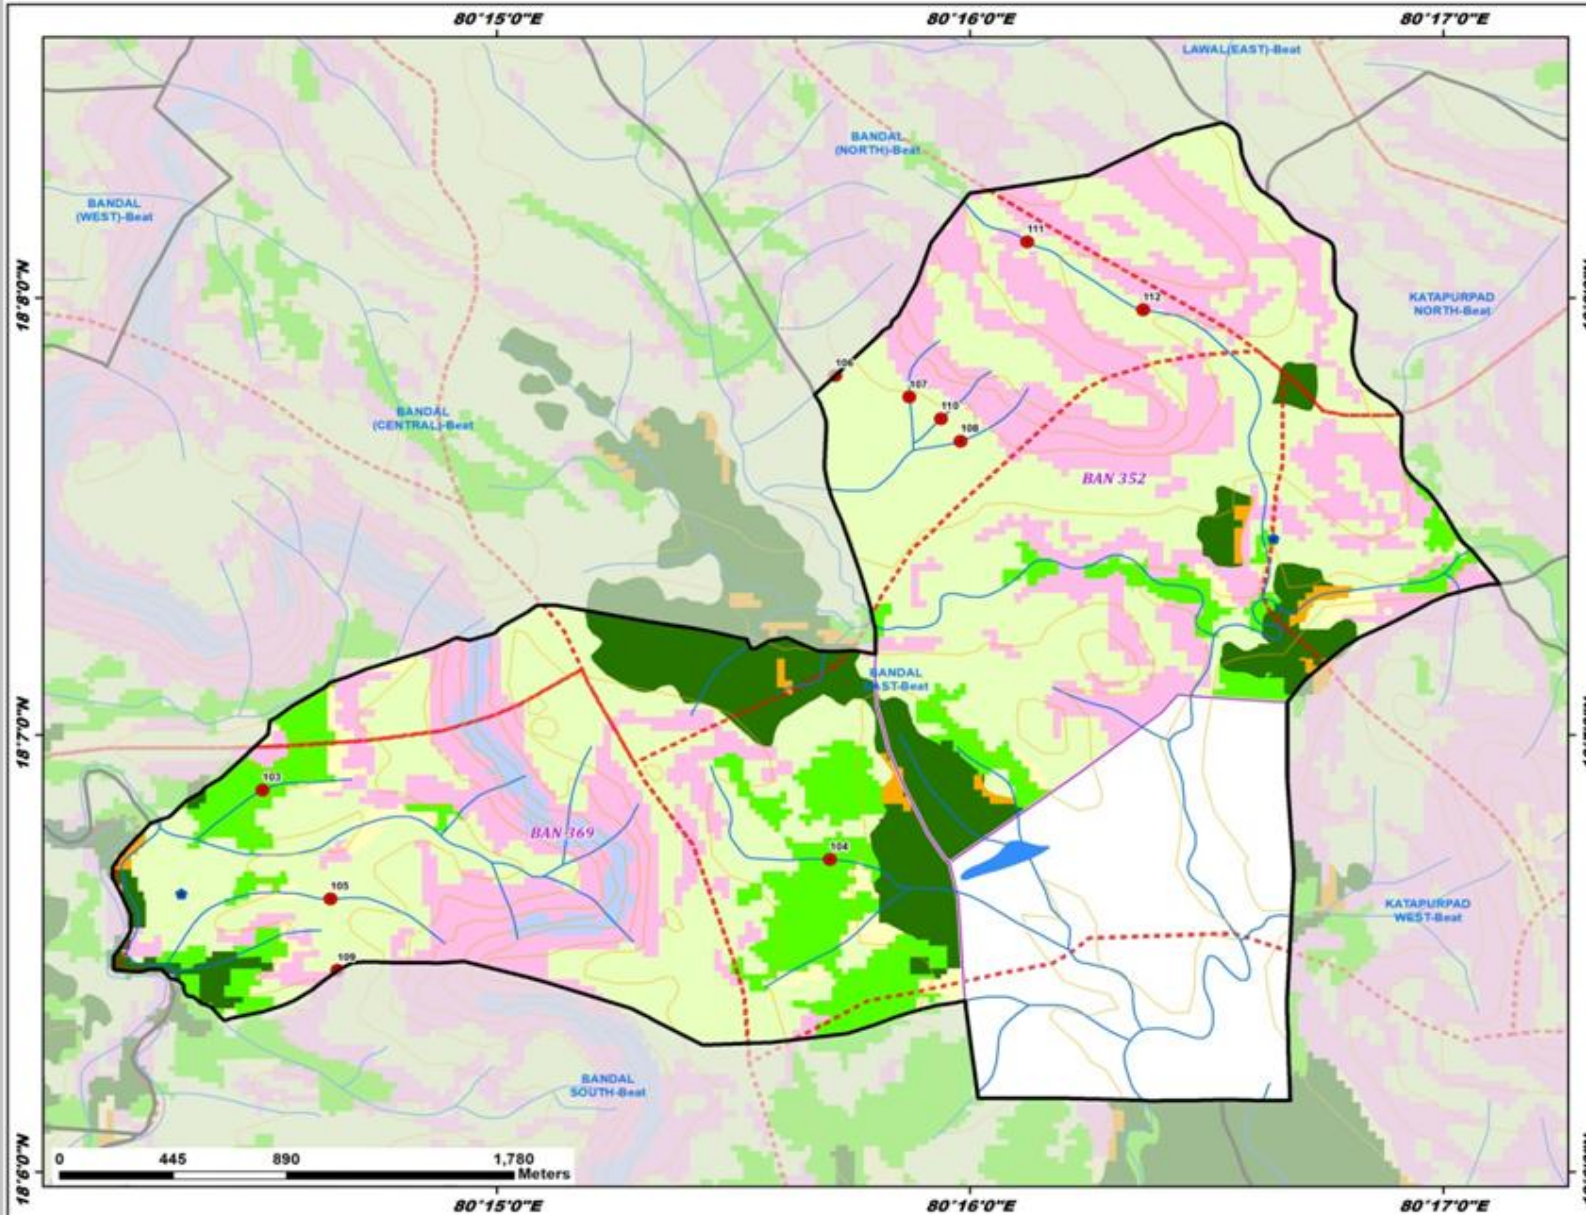 80°15'0"E
80°16'0"E
80°17'0"E
LAWAL(EAST)-Beat
BANDAL
(NORTH)-Beat
BANDAL
(WEST)-Beat
111
18°8'0"N
KATAPURPAD
NORTH-Beat
112
106
107
110
108
BANDAL
(CENTRAL)-Beat
BAN 352
BANDAL
EAST-Beat
18°7'0"N
103
BAN 369
104
105
KATAPURPAD
WEST-Beat
109
BANDAL
SOUTH-Beat
0 445 890 1,780
Meters
18°6'0"N
80°15'0"E
80°16'0"E
80°17'0"E